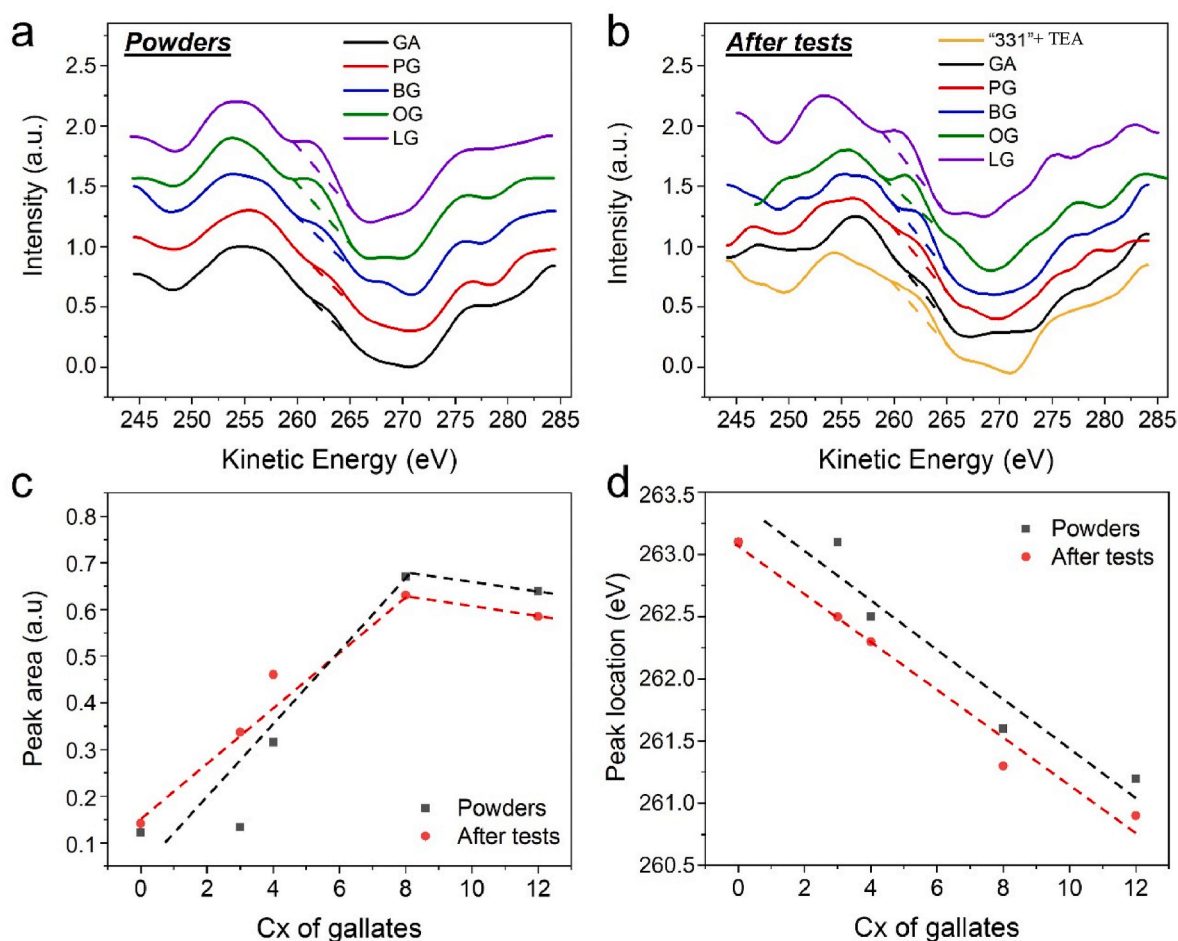 a
Powders
GA
PG
BG
OG
LG
2.5
2.0
1.5
1.0
0.5
0.0
Intensity (a.u.)
245 250 255 260 265 270 275 280 285
Kinetic Energy (eV)
b
After tests
"331"+ TEA
GA
PG
BG
OG
LG
2.5
2.0
1.5
1.0
0.5
0.0
Intensity (a.u.)
245 250 255 260 265 270 275 280 285
Kinetic Energy (eV)
c
0.8
0.7
0.6
0.5
0.4
0.3
0.2
0.1
Peak area (a.u)
Powders
After tests
0 2 4 6 8 10 12
Cx of gallates
d
263.5
263.0
262.5
262.0
261.5
261.0
260.5
Peak location (eV)
Powders
After tests
0 2 4 6 8 10 12
Cx of gallates